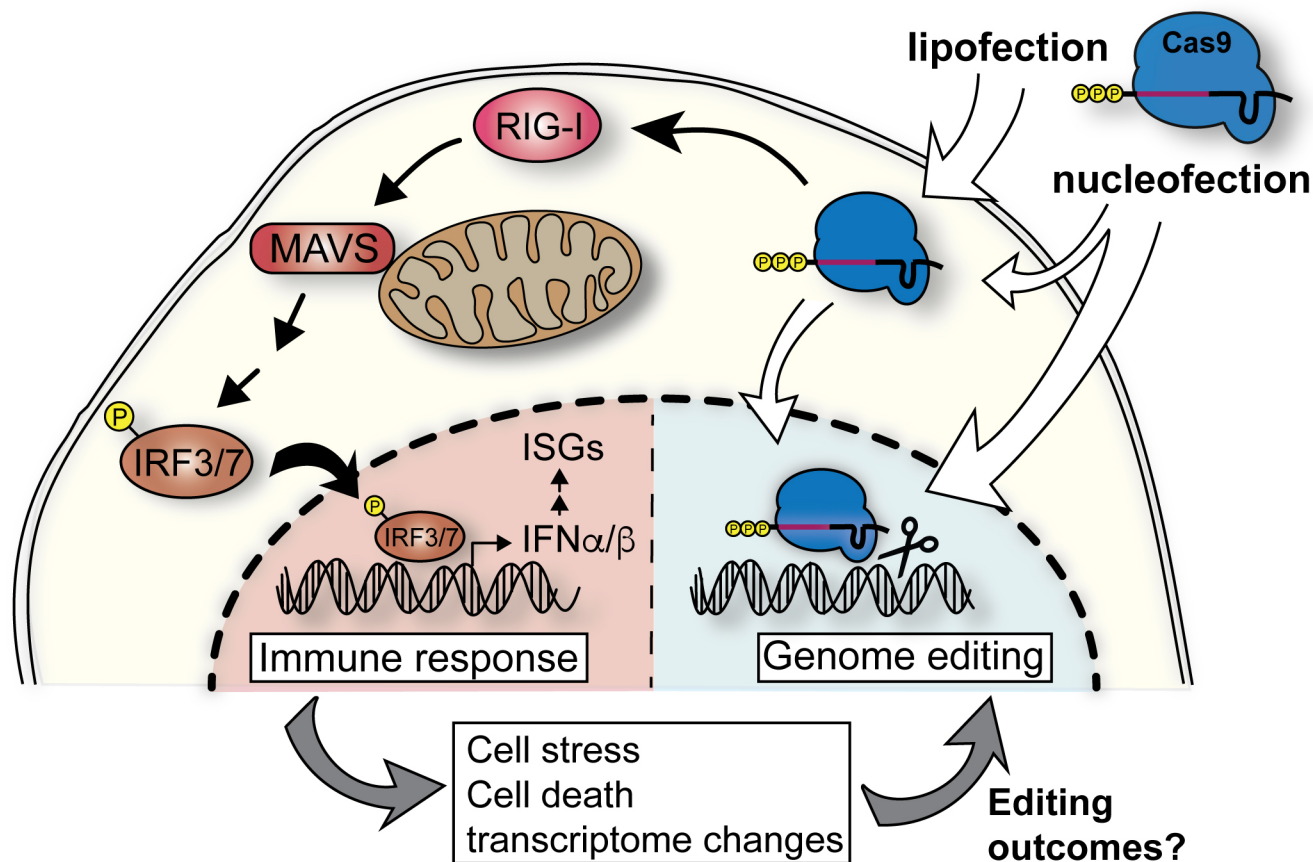 lipofection
Cas9
PPP
nucleofection
RIG-I
MAVS
PPP
P
IRF3/7
ISGs
P
IRF3/7
IFNα/β
PPP
Immune response
Genome editing
Cell stress
Cell death
transcriptome changes
Editing
outcomes?